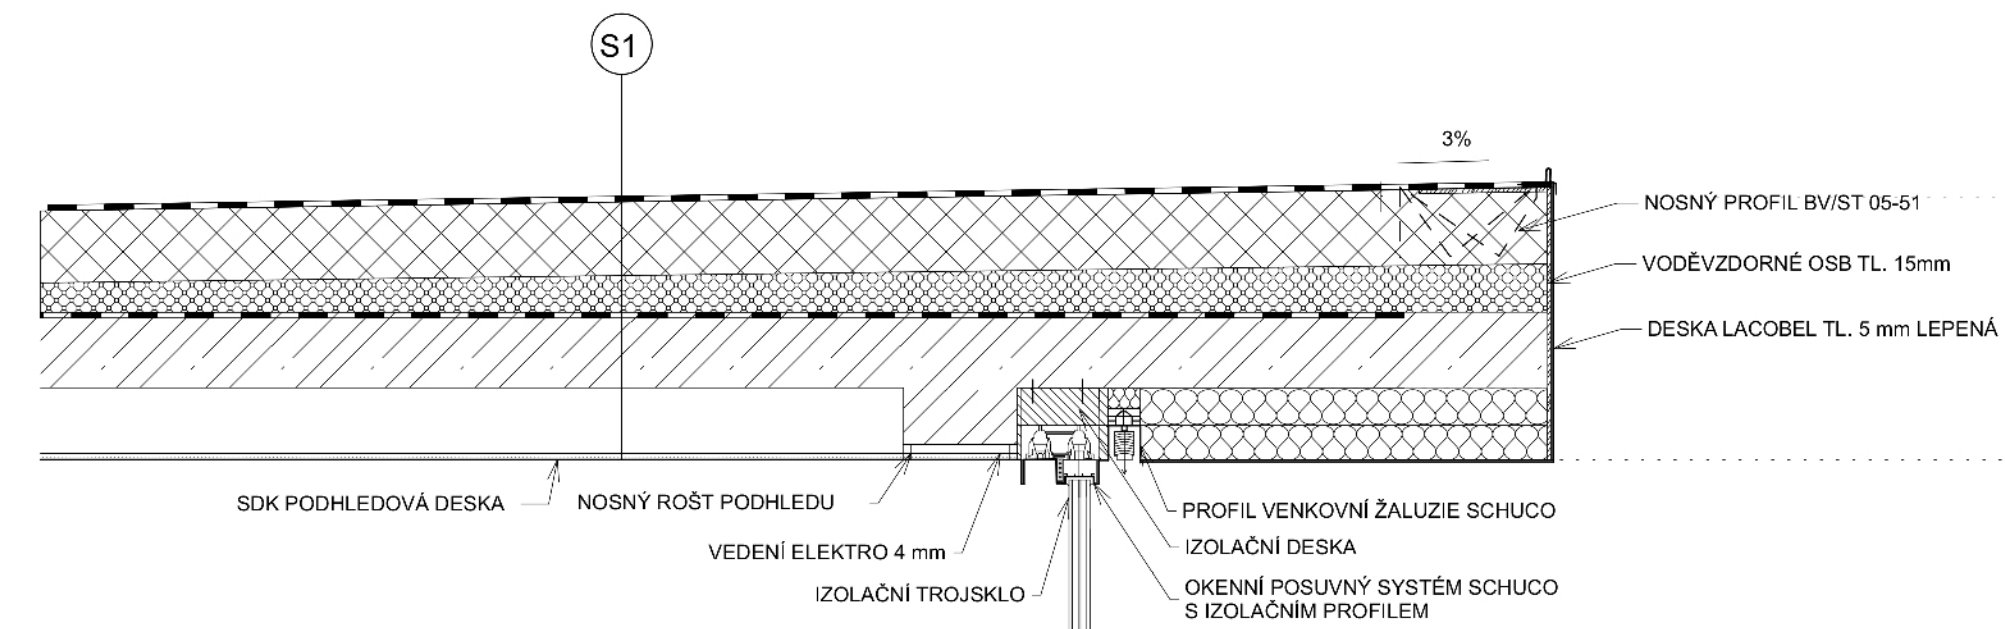 S1
3%
NOSNÝ PROFIL BV/ST 05-51
VODĚVZDORNÉ OSB TL. 15mm
DESKA LACOBEL TL. 5 mm LEPENÁ
SDK PODHLEDOVÁ DESKA
NOSNÝ ROŠT PODHLEDU
PROFIL VENKOVNÍ ŽALUZIE SCHUCO
VEDENÍ ELEKTRO 4 mm
IZOLAČNÍ DESKA
IZOLAČNÍ TROJSKLO
OKENNÍ POSUVNÝ SYSTÉM SCHUCO
S IZOLAČNÍM PROFILEM